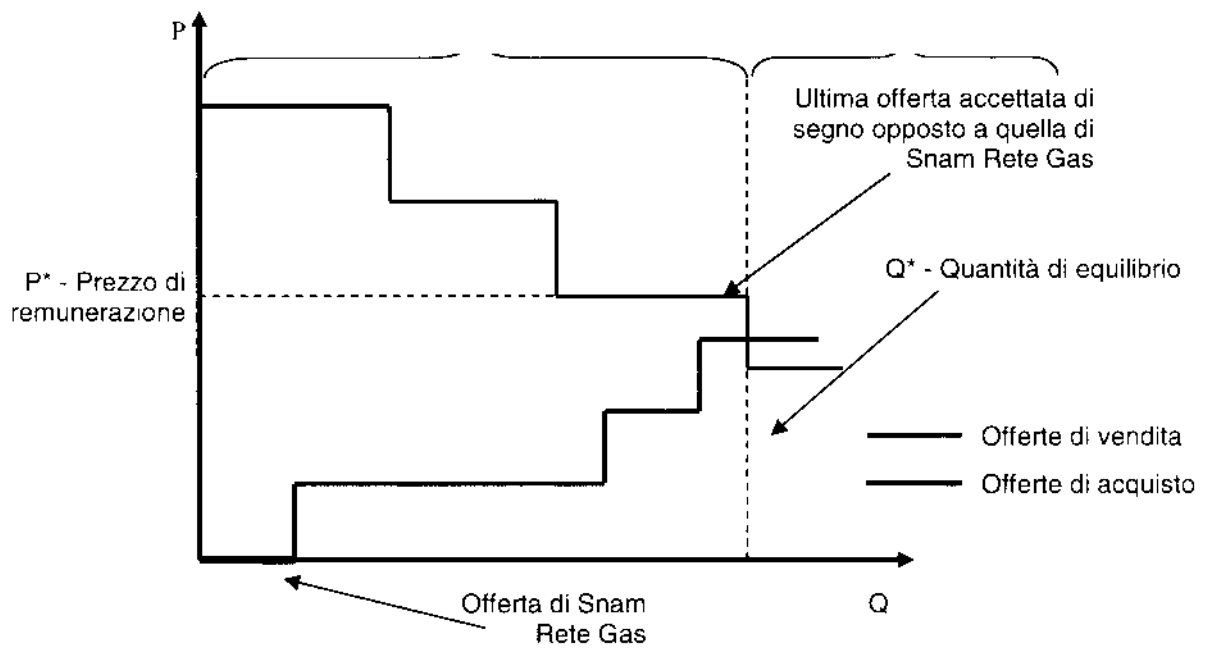 P
Ultima offerta accettata di
segno opposto a quella di
Snam Rete Gas
P* - Prezzo di
remunerazione
Q* - Quantità di equilibrio
Offerte di vendita
Offerte di acquisto
Offerta di Snam
Rete Gas
Q